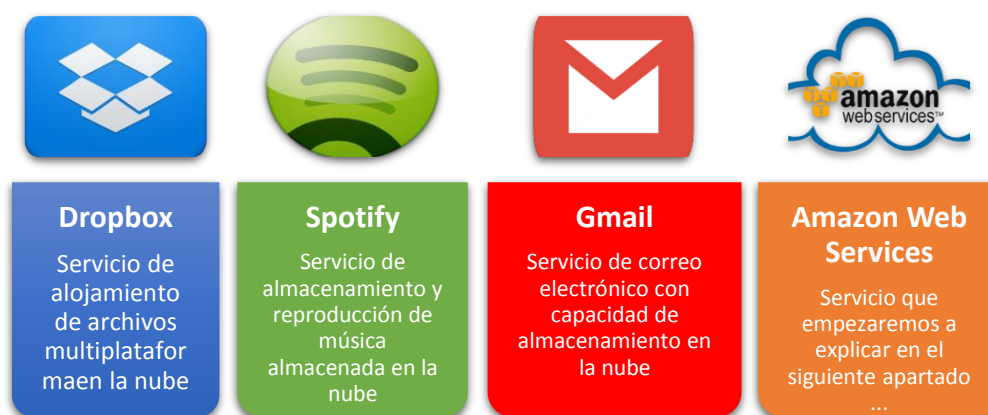 amazon
webservices™
Dropbox
Servicio de
alojamiento
de archivos
multiplatafor
maen la nube
Spotify
Servicio de
almacenamiento y
reproducción de
música
almacenada en la
nube
Gmail
Servicio de correo
electrónico con
capacidad de
almacenamiento en
la nube
Amazon Web
Services
Servicio que
empezaremos a
explicar en el
siguiente apartado
...